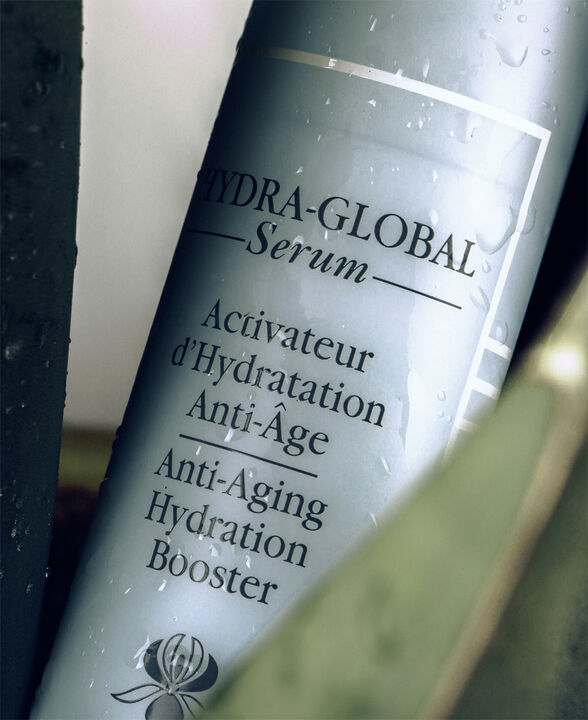 HYDRA-GLOBAL
Serum
Activateur
d'Hydratation
Anti-Âge
Anti-Aging
Hydration
Booster